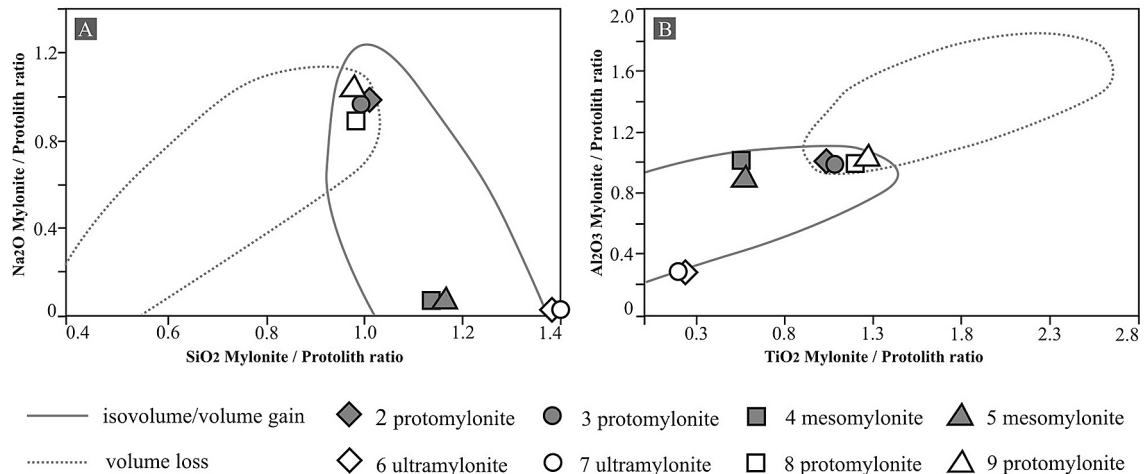 A
1.2
0.8
0.4
0
Na2O Mylonite / Protolith ratio
0.4 0.6 0.8 1.0 1.2 1.4
SiO2 Mylonite / Protolith ratio
B
2.0
1.6
1.2
0.8
0.4
0
Al2O3 Mylonite / Protolith ratio
0.3 0.8 1.3 1.8 2.3 2.8
TiO2 Mylonite / Protolith ratio
isovolume/volume gain 2 protomylonite 3 protomylonite 4 mesomylonite 5 mesomylonite
volume loss 6 ultramylonite 7 ultramylonite 8 protomylonite 9 protomylonite